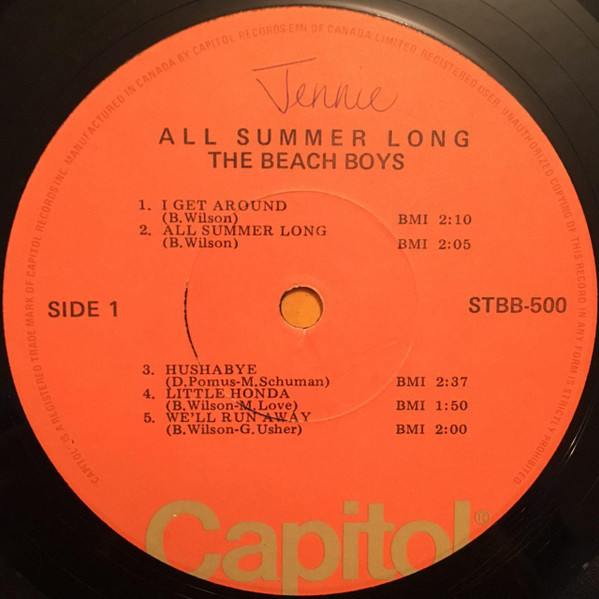 MANUFACTURED IN CANADA BY CAPITOL RECORDS EMI OF CANADA LIMITED. REGISTERED USER. UNAUTHORIZED COPYING OF THIS RECORD IN ANY FORM IS STRICTLY PROHIBITED
Jennie
ALL SUMMER LONG
THE BEACH BOYS
1. I GET AROUND
(B. Wilson) BMI 2:10
2. ALL SUMMER LONG
(B. Wilson) BMI 2:05
SIDE 1 STBB-500
3. HUSHABYE
(D. Pomus-M. Schuman) BMI 2:37
4. LITTLE HONDA
(B. Wilson-M. Love) BMI 1:50
5. WE'LL RUN AWAY
(B. Wilson-G. Usher) BMI 2:00
Capitol®
CAPITOL IS A REGISTERED TRADE MARK OF CAPITOL RECORDS INC.